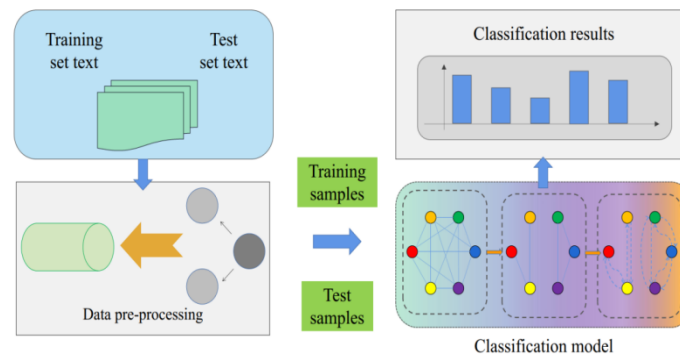 Training
set text
Test
set text
Data pre-processing
Training
samples
Test
samples
Classification results
Classification model